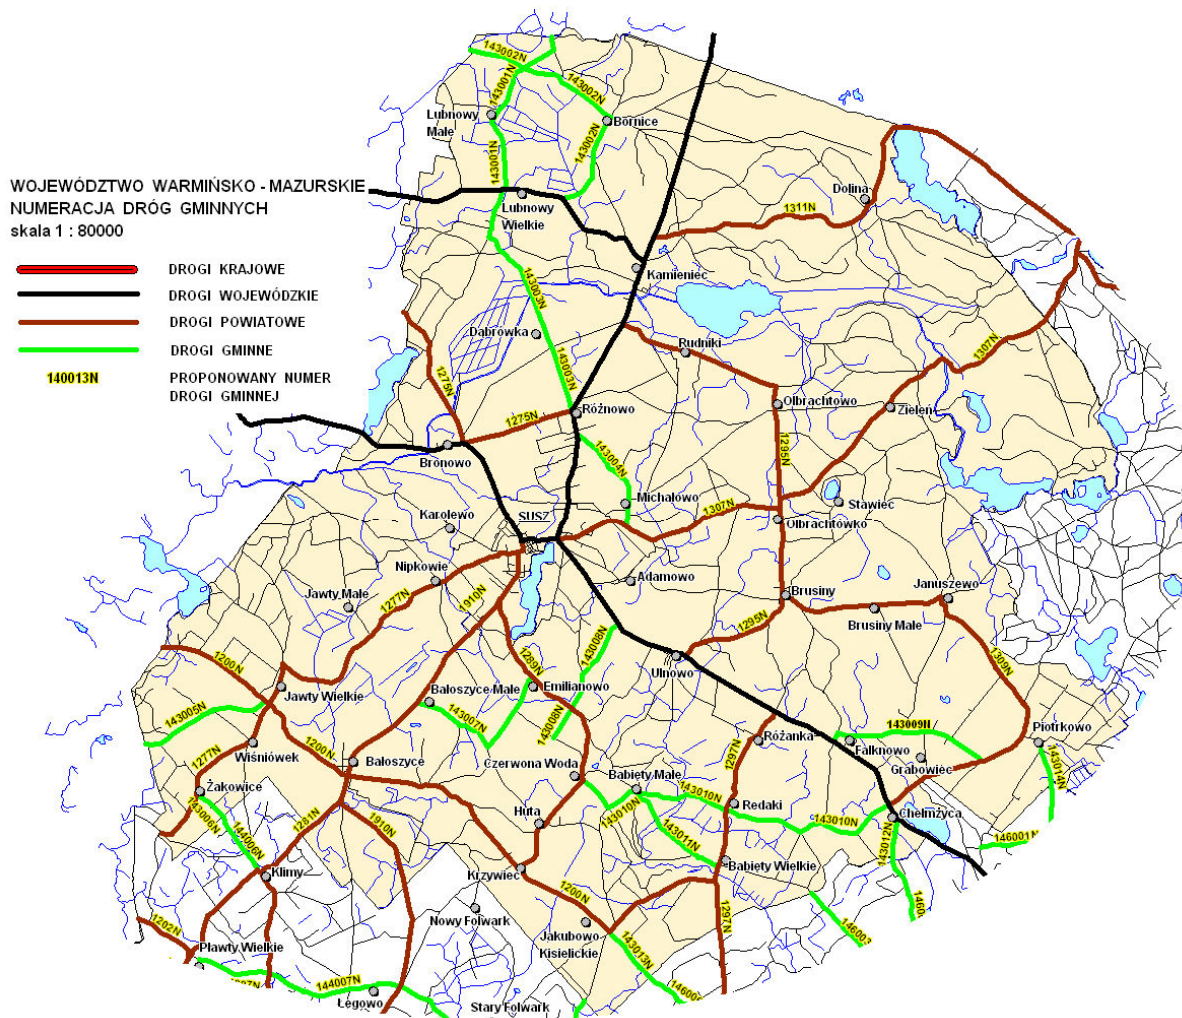 143002N
143001N
143002N
Lubnowy
Małe
Bornice
143002N
143001N
WOJEWÓDZTWO WARMIŃSKO - MAZURSKIE
NUMERACJA DRÓG GMINNYCH
skala 1 : 80000
Lubnowy
Wielkie
Dolina
1311N
DROGI KRAJOWE
DROGI WOJEWÓDZKIE
DROGI POWIATOWE
DROGI GMINNE
140013N
PROPONOWANY NUMER
DROGI GMINNEJ
Kamieniec
143003N
Dąbrówka
Rudniki
1307N
143003N
1275N
Olbrachtowo
Zieleń
1275N
Różnowo
Bronowo
143004N
1295N
Michałowo
Stawiec
Karolewo
SUSZ
1307N
Olbrachtówko
Nipkowie
Adamowo
Januszewo
1277N
1910N
Jawty Małe
Brusiny
Brusiny Małe
1295N
143008N
1200N
1289N
Ulnowo
1309N
Jawty Wielkie
Bałoszyce Małe
Emilianowo
143005N
143007N
143008N
143009N
Piotrkowo
Wiśniówek
1277N
1200N
Bałoszyce
Czerwona Woda
1297N
Różanka
Falknowo
Grabowiec
143014N
Żakowice
Babięty Małe
143010N
Redaki
143006N
144006N
1281N
1910N
Huta
143010N
143010N
Chełmżyca
143011N
143012N
146001N
Klimy
Krzywiec
Babięty Wielkie
1200N
1202N
Nowy Folwark
Jakubowo
Kisielickie
1297N
146003
Pławty Wielkie
143013N
144007N
Łęgowo
Stary Folwark